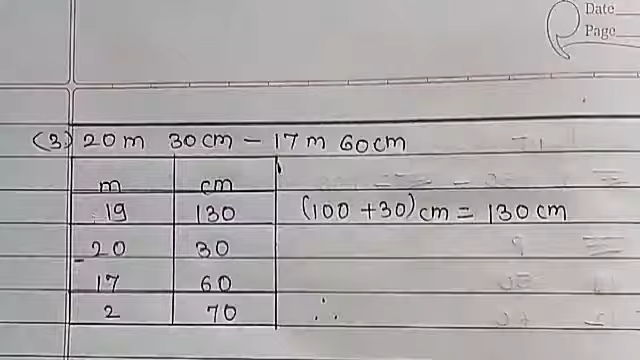 Date
Page
(3) 20 m 30 cm - 17 m 60 cm
m cm
19 130 (100 + 30) cm = 130 cm
-20 30
17 60
2 70 ∴